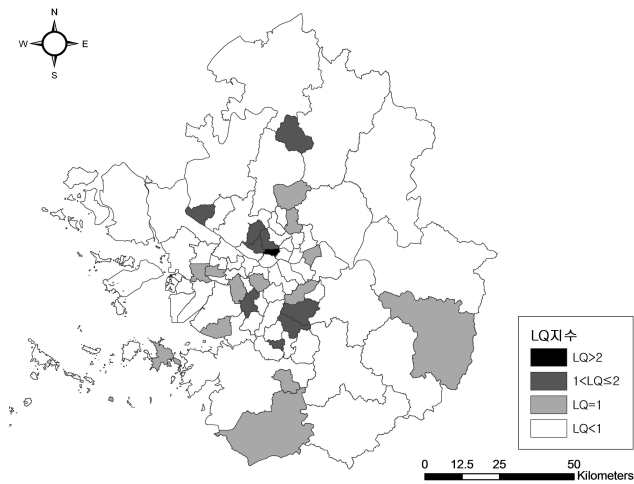 N
W E
S
LQ지수
LQ>2
1<LQ≤2
LQ=1
LQ<1
0 12.5 25 50
Kilometers